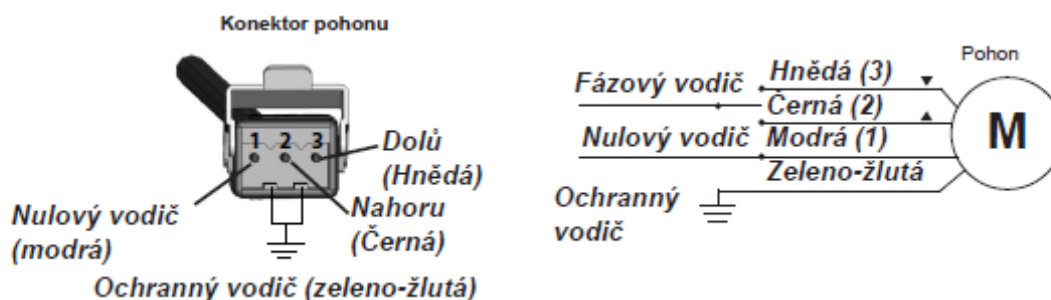 Konektor pohonu
1 2 3
Dolů
(Hnědá)
Nulový vodič
(modrá)
Nahoru
(Černá)
Ochranný vodič (zeleno-žlutá)
Pohon
Fázový vodič
Hnědá (3)
Černá (2)
Nulový vodič
Modrá (1)
Zeleno-žlutá
Ochranný
vodič
M